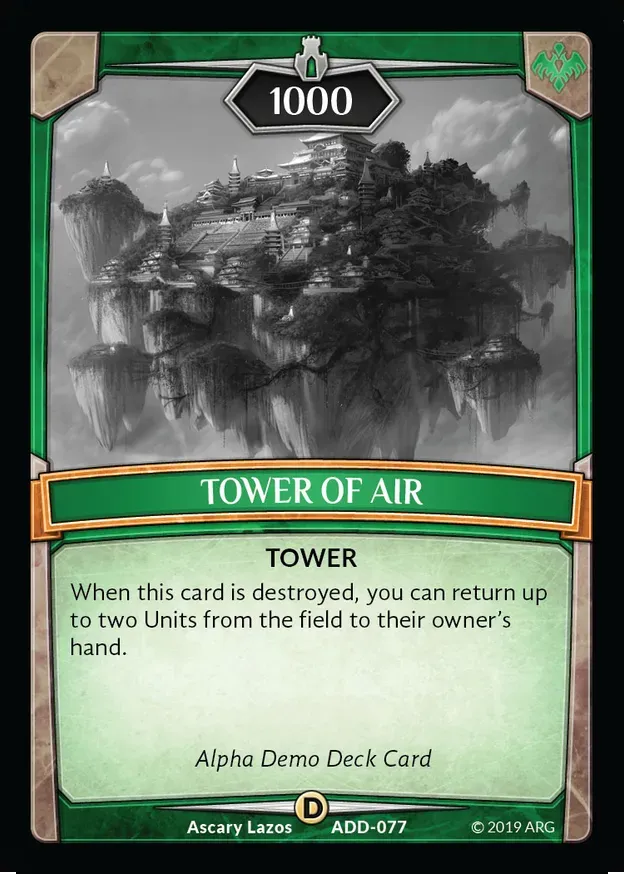 1000
TOWER OF AIR
TOWER
When this card is destroyed, you can return up
to two Units from the field to their owner's
hand.
Alpha Demo Deck Card
D
Ascary Lazos ADD-077 © 2019 ARG